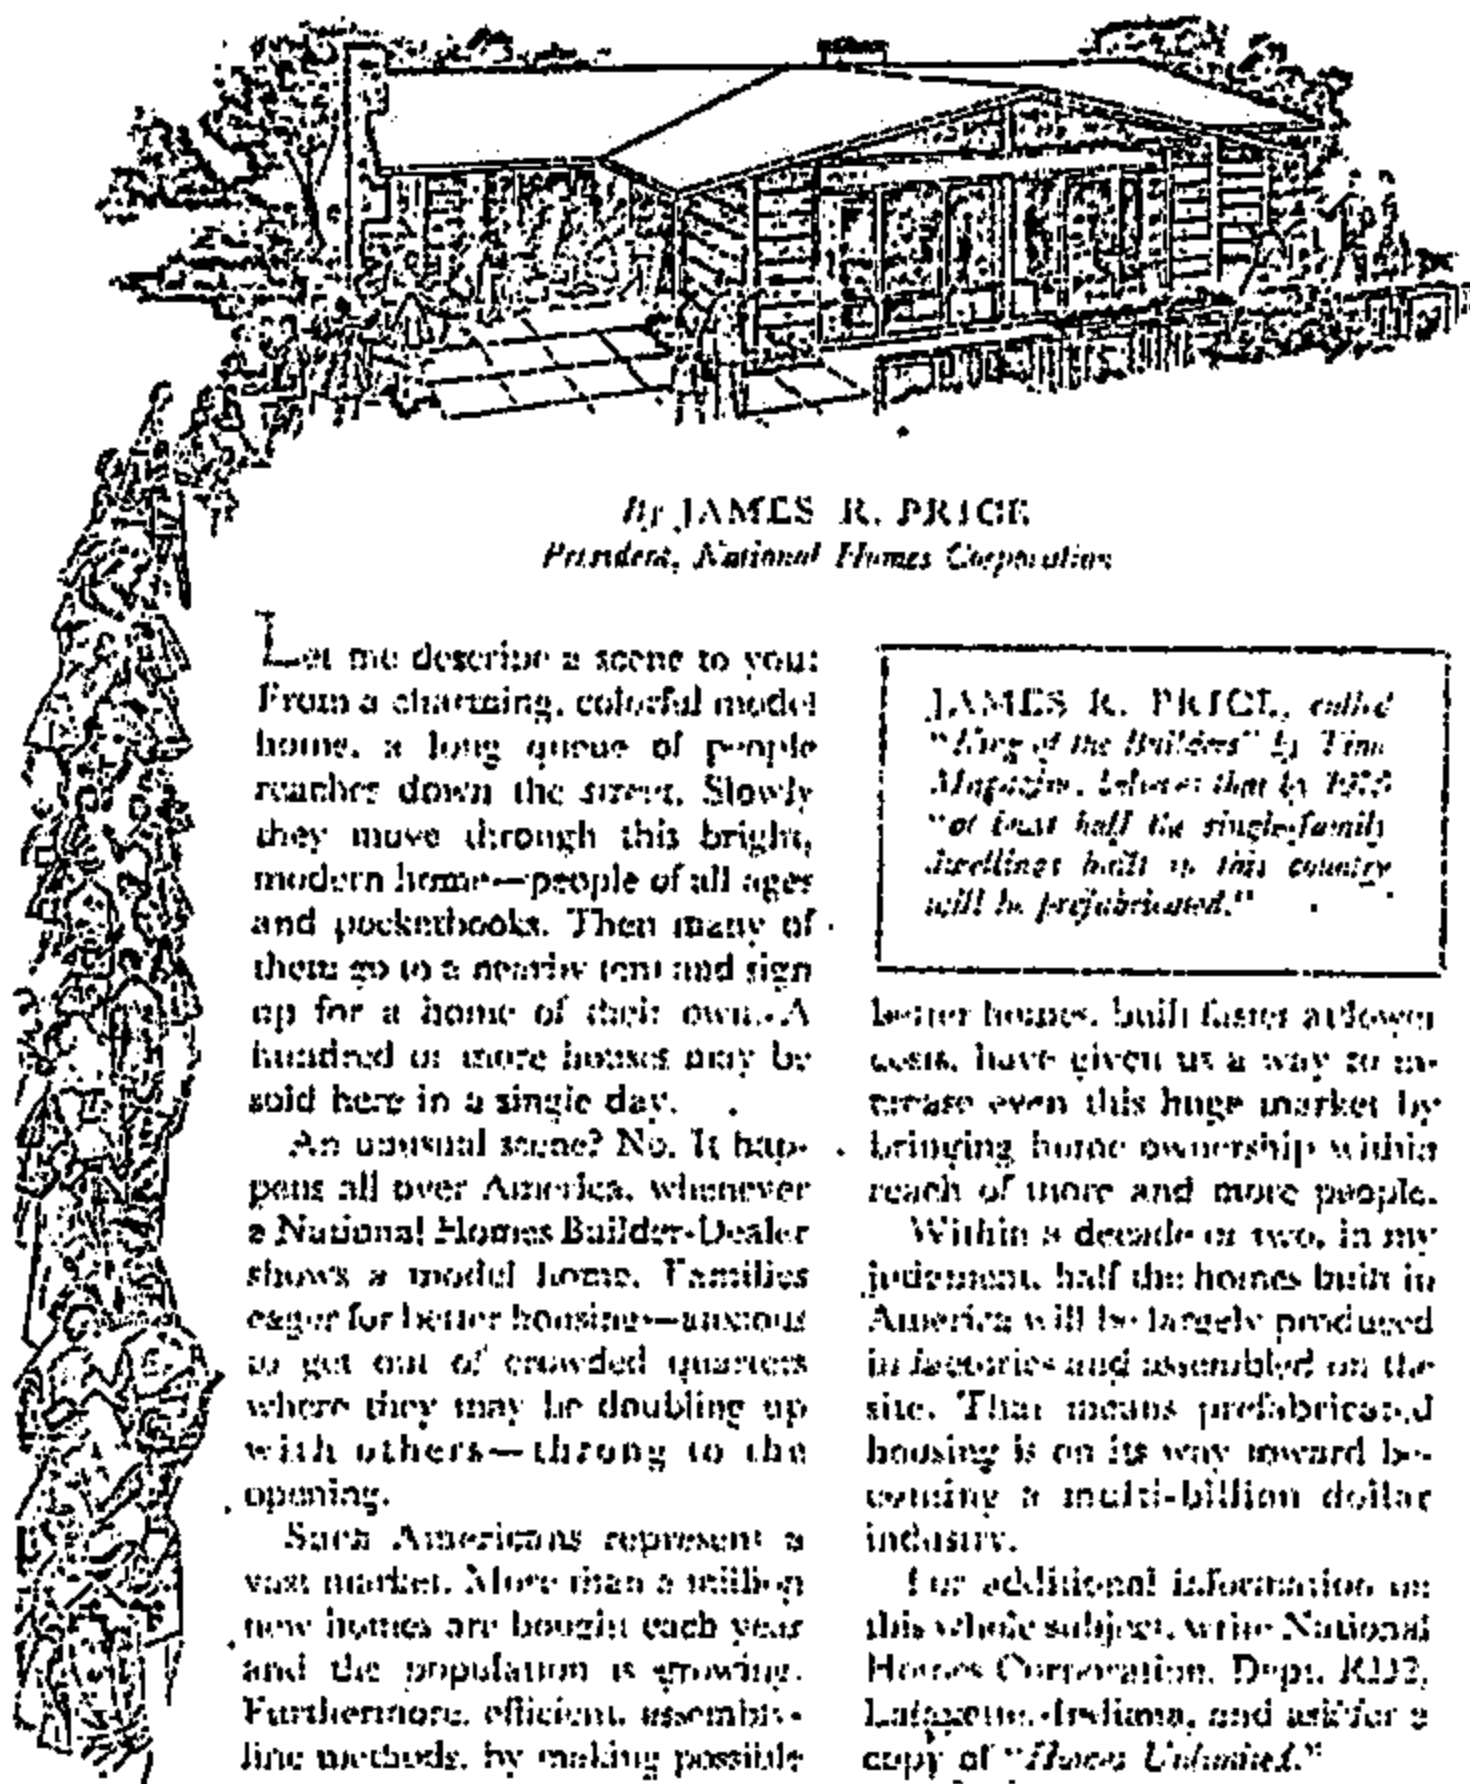 By JAMES R. PRICE
President, National Homes Corporation
Let me describe a scene to you:
From a charming, colorful model
home, a long queue of people
reaches down the street. Slowly
they move through this bright,
modern home—people of all ages
and pocketbooks. Then many of
them go to a nearby tent and sign
up for a home of their own. A
hundred or more houses may be
sold here in a single day.
An unusual scene? No. It hap-
pens all over America, whenever
a National Homes Builder-Dealer
shows a model home. Families
eager for better housing—anxious
to get out of crowded quarters
where they may be doubling up
with others—throng to the
opening.
Such Americans represent a
vast market. More than a million
new homes are bought each year
and the population is growing.
Furthermore, efficient, assembly-
line methods, by making possible
JAMES R. PRICE, called
"King of the Builders" by Time
Magazine, believes that by
"at least half the single-family
dwellings built in this country
will be prefabricated."
better homes, built faster at lower
costs, have given us a way to in-
crease even this huge market by
bringing home ownership within
reach of more and more people.
Within a decade or two, in my
judgment, half the homes built in
America will be largely produced
in factories and assembled on the
site. That means prefabricated
housing is on its way toward be-
coming a multi-billion dollar
industry.
For additional information on
this whole subject, write National
Homes Corporation, Dept. RD2,
Lafayette, Indiana, and ask for a
copy of "Homes Unlimited."